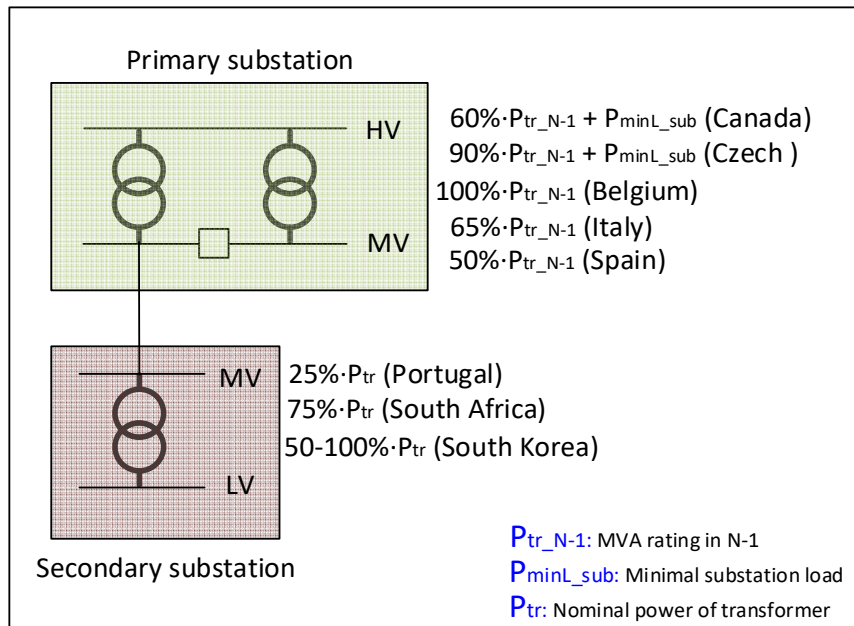 Primary substation
HV
MV
60%·Ptr_N-1 + PminL_sub (Canada)
90%·Ptr_N-1 + PminL_sub (Czech )
100%·Ptr_N-1 (Belgium)
65%·Ptr_N-1 (Italy)
50%·Ptr_N-1 (Spain)
MV
LV
25%·Ptr (Portugal)
75%·Ptr (South Africa)
50-100%·Ptr (South Korea)
Secondary substation
Ptr_N-1: MVA rating in N-1
PminL_sub: Minimal substation load
Ptr: Nominal power of transformer